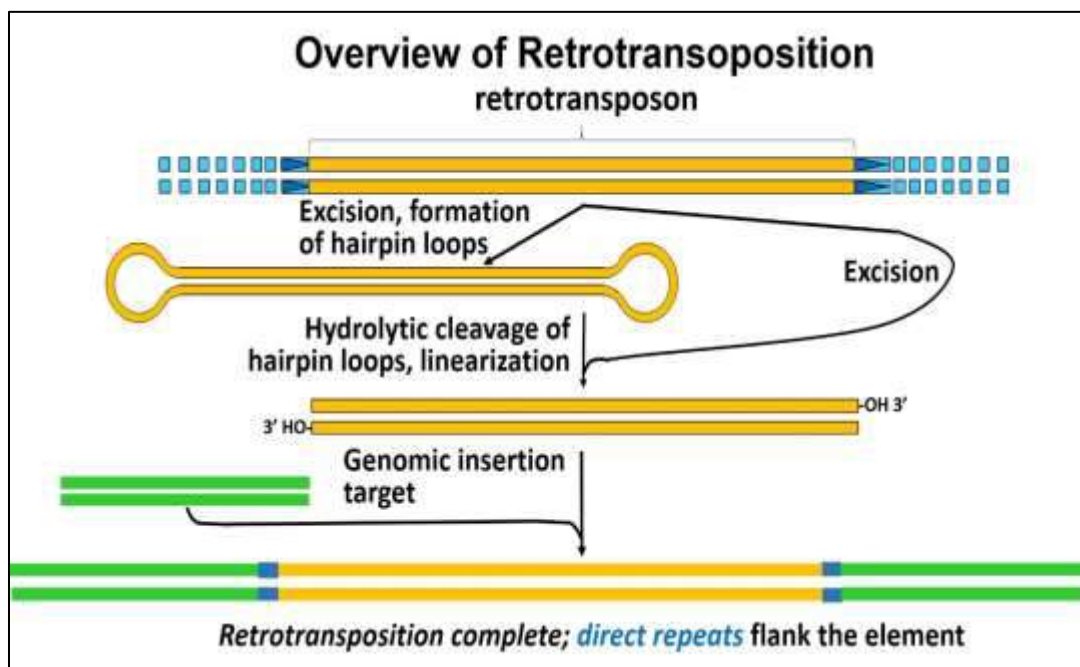 Overview of Retrotransoposition
retrotransposon
Excision, formation
of hairpin loops
Excision
Hydrolytic cleavage of
hairpin loops, linearization
-OH 3’
3’ HO-
Genomic insertion
target
Retrotransposition complete; direct repeats flank the element